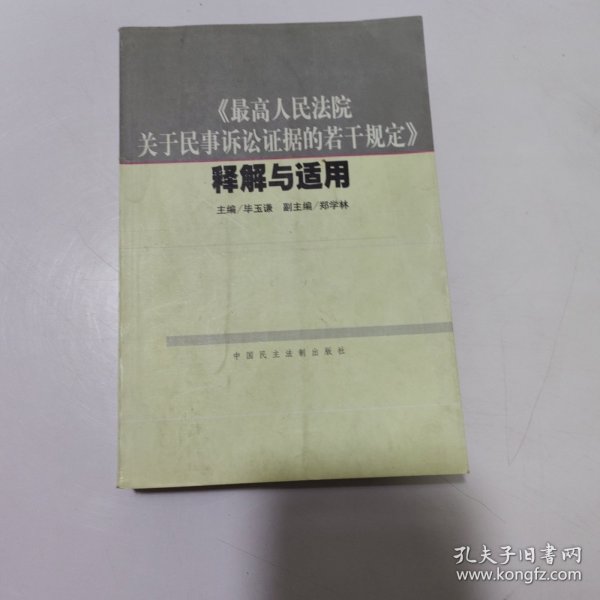 《最高人民法院
关于民事诉讼证据的若干规定》
释解与适用
主编/毕玉谦 副主编/郑学林
中国民主法制出版社
孔夫子旧书网
www.kongfz.com